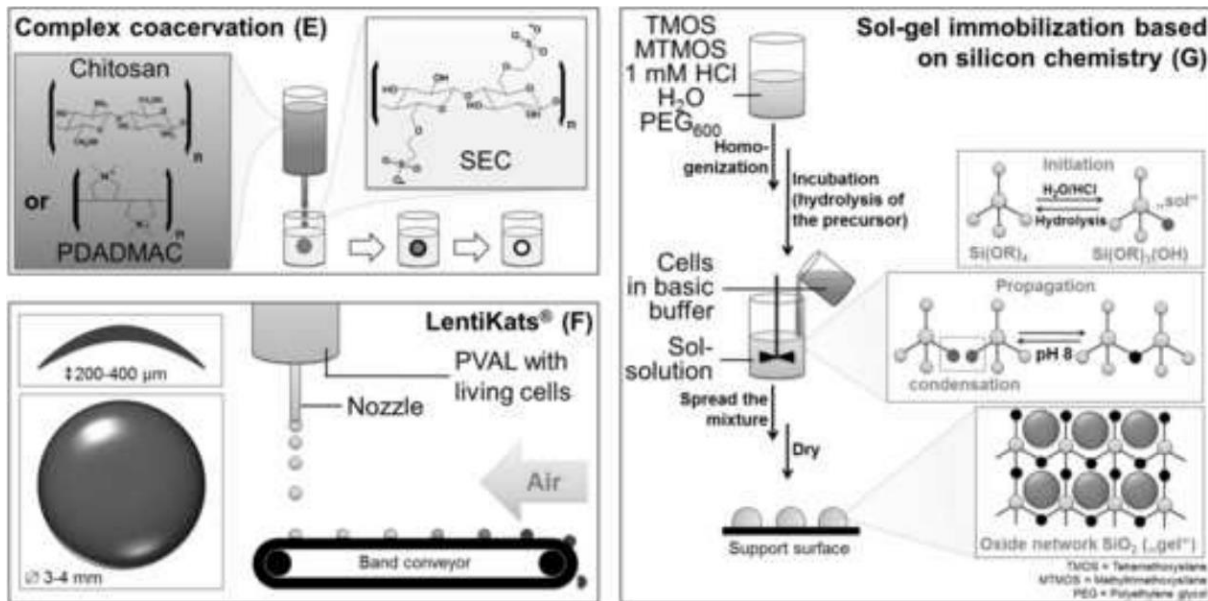 Complex coacervation (E)
Chitosan
n
or
n
PDADMAC
SEC
n
LentiKats® (F)
↕200-400 µm
Ø 3-4 mm
PVAL with
living cells
Nozzle
Air
Band conveyor
Sol-gel immobilization based
on silicon chemistry (G)
TMOS
MTMOS
1 mM HCl
H₂O
PEG₆₀₀
Homo-
genization
Incubation
(hydrolysis of
the precursor)
Cells
in basic
buffer
Sol-
solution
Spread the
mixture
Dry
Support surface
Initiation
H₂O/HCl
Hydrolysis
„sol“
Si(OR)₄
Si(OR)₃(OH)
Propagation
pH 8
condensation
Oxide network SiO₂ („gel“)
TMOS = Tetramethoxysilane
MTMOS = Methyltrimethoxysilane
PEG = Polyethylene glycol